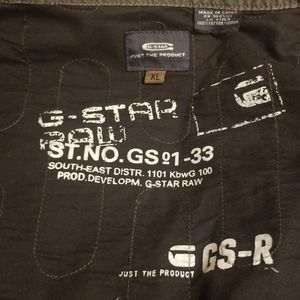 MADE IN CHINA
G-STAR
JUST THE PRODUCT
XL
G-STAR
RAW
ST.NO.GS01-33
SOUTH-EAST DISTR. 1101 KbwG 100
PROD.DEVELOPM. G-STAR RAW
GS-R
JUST THE PRODUCT